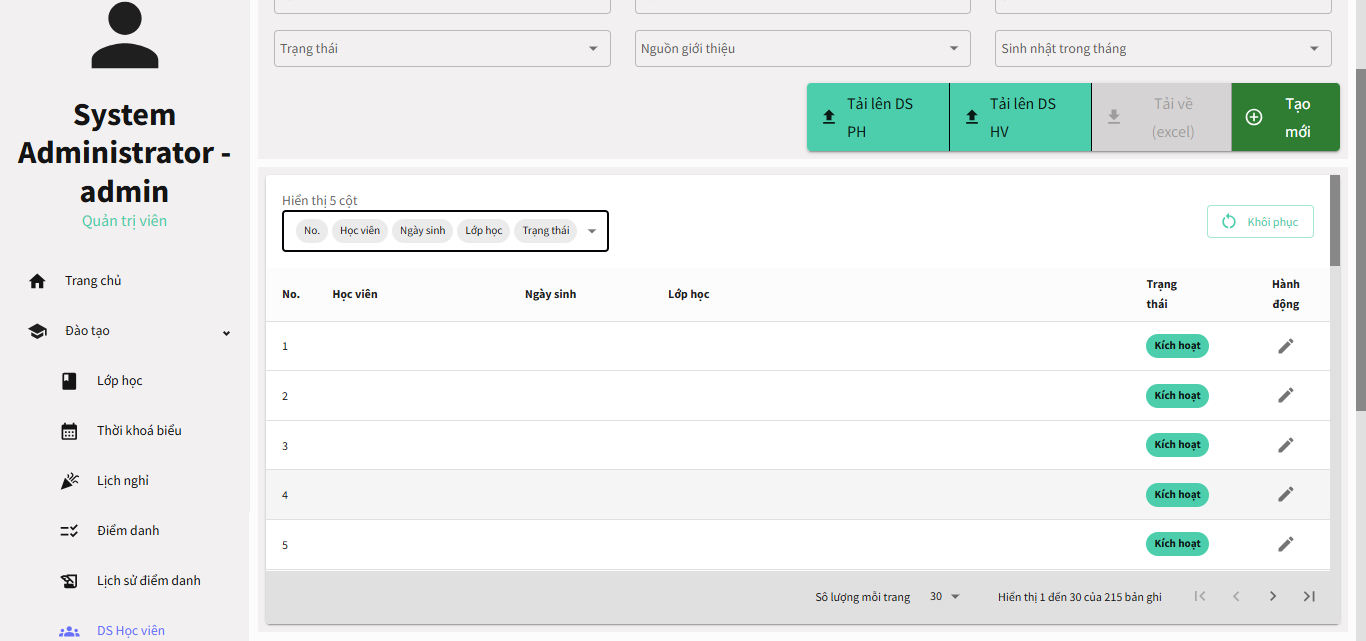 System
Administrator -
admin
Quản trị viên
Trang chủ
Đào tạo
Lớp học
Thời khoá biểu
Lịch nghỉ
Điểm danh
Lịch sử điểm danh
DS Học viên
Trạng thái
Nguồn giới thiệu
Sinh nhật trong tháng
Tải lên DS
PH
Tải lên DS
HV
Tải về
(excel)
Tạo
mới
Hiển thị 5 cột
No. Học viên Ngày sinh Lớp học Trạng thái
Khôi phục
No. Học viên Ngày sinh Lớp học Trạng
thái Hành
động
1 Kích hoạt
2 Kích hoạt
3 Kích hoạt
4 Kích hoạt
5 Kích hoạt
Số lượng mỗi trang 30 Hiển thị 1 đến 30 của 215 bản ghi